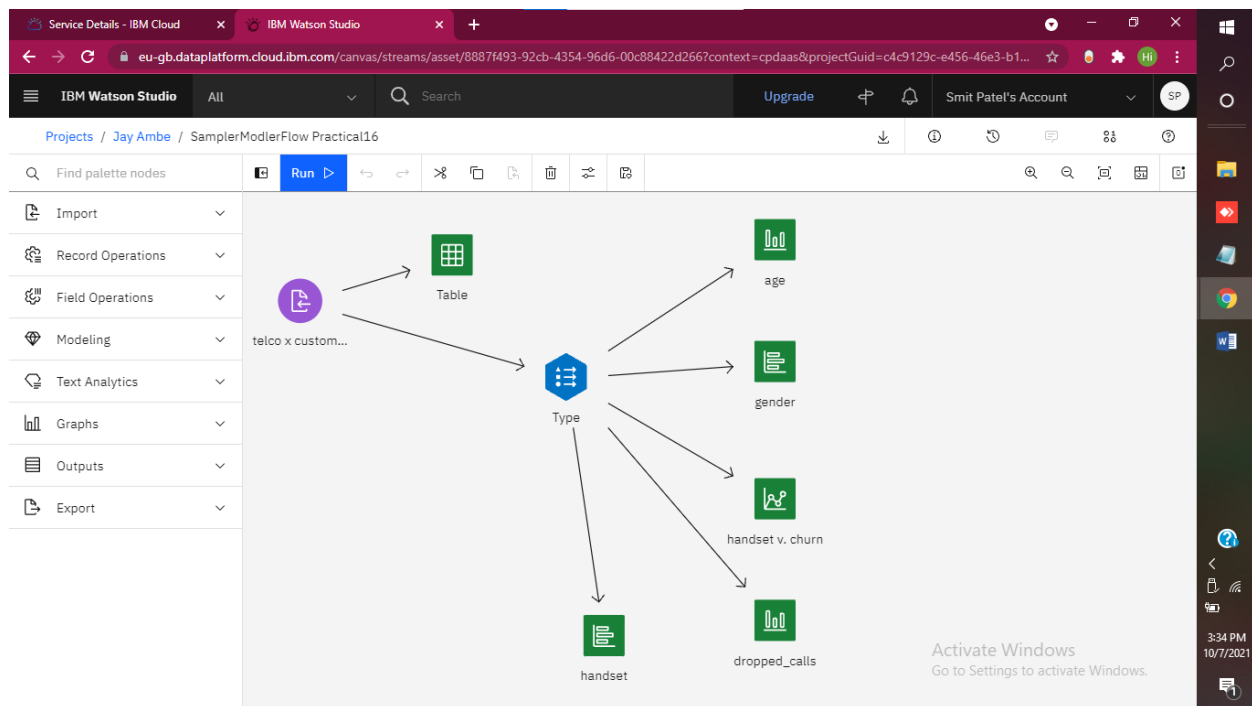 Service Details - IBM Cloud
IBM Watson Studio
eu-gb.dataplatform.cloud.ibm.com/canvas/streams/asset/8887f493-92cb-4354-96d6-00c88422d266?context=cpdaas&projectGuid=c4c9129c-e456-46e3-b1...
Hi
IBM Watson Studio
All
Search
Upgrade
Smit Patel's Account
SP
Projects / Jay Ambe / SamplerModlerFlow Practical16
Find palette nodes
Run
Import
Record Operations
Field Operations
Modeling
Text Analytics
Graphs
Outputs
Export
Table
age
telco x custom...
gender
Type
handset v. churn
dropped_calls
handset
Activate Windows
Go to Settings to activate Windows.
3:34 PM
10/7/2021
1